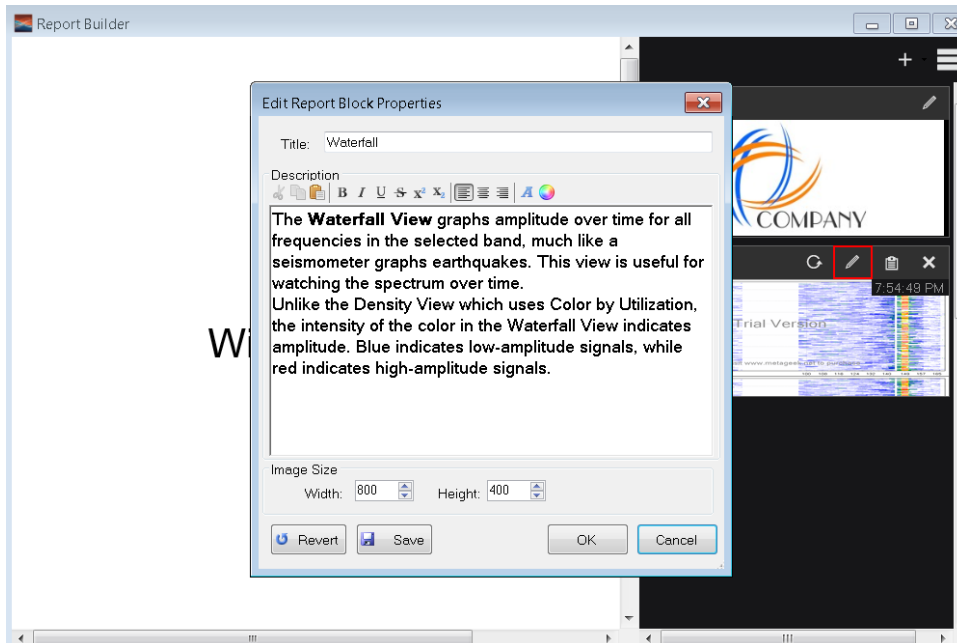 Report Builder
Edit Report Block Properties
Title: Waterfall
Description
B I U S x² X₂ A
The Waterfall View graphs amplitude over time for all
frequencies in the selected band, much like a
seismometer graphs earthquakes. This view is useful for
watching the spectrum over time.
Unlike the Density View which uses Color by Utilization,
the intensity of the color in the Waterfall View indicates
amplitude. Blue indicates low-amplitude signals, while
red indicates high-amplitude signals.
Image Size
Width: 800 Height: 400
Revert Save OK Cancel
Wi
COMPANY
7:54:49 PM
Trial Version